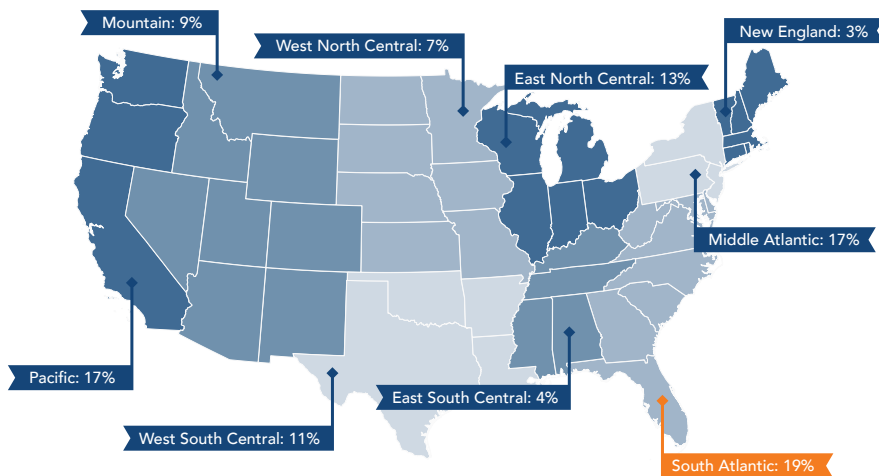 Mountain: 9%
New England: 3%
West North Central: 7%
East North Central: 13%
Middle Atlantic: 17%
Pacific: 17%
East South Central: 4%
West South Central: 11%
South Atlantic: 19%